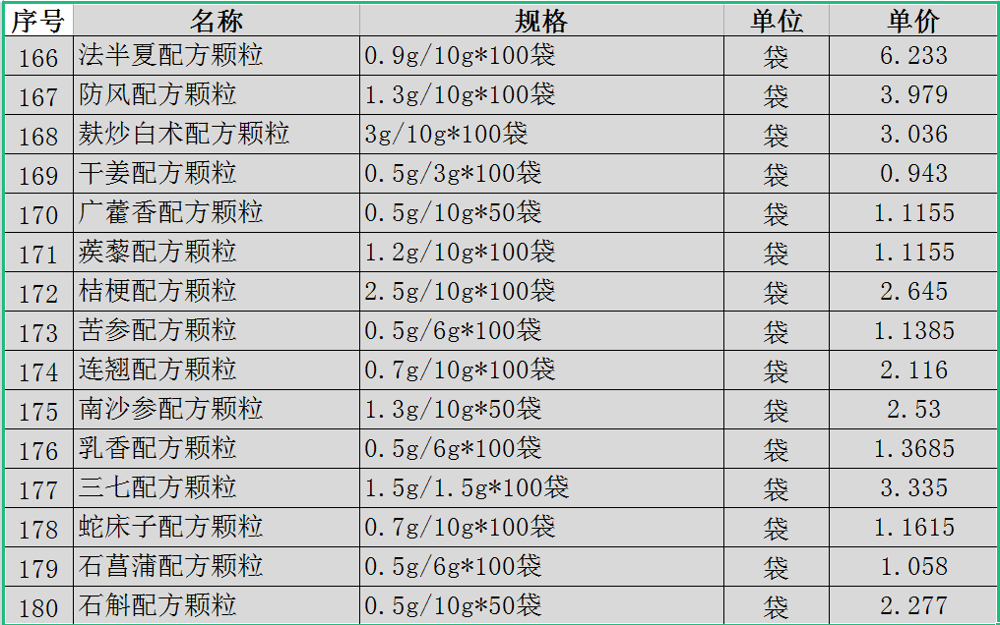 序号 名称 规格 单位 单价
166 法半夏配方颗粒 0.9g/10g*100袋 袋 6.233
167 防风配方颗粒 1.3g/10g*100袋 袋 3.979
168 麸炒白术配方颗粒 3g/10g*100袋 袋 3.036
169 干姜配方颗粒 0.5g/3g*100袋 袋 0.943
170 广藿香配方颗粒 0.5g/10g*50袋 袋 1.1155
171 蒺藜配方颗粒 1.2g/10g*100袋 袋 1.1155
172 桔梗配方颗粒 2.5g/10g*100袋 袋 2.645
173 苦参配方颗粒 0.5g/6g*100袋 袋 1.1385
174 连翘配方颗粒 0.7g/10g*100袋 袋 2.116
175 南沙参配方颗粒 1.3g/10g*50袋 袋 2.53
176 乳香配方颗粒 0.5g/6g*100袋 袋 1.3685
177 三七配方颗粒 1.5g/1.5g*100袋 袋 3.335
178 蛇床子配方颗粒 0.7g/10g*100袋 袋 1.1615
179 石菖蒲配方颗粒 0.5g/6g*100袋 袋 1.058
180 石斛配方颗粒 0.5g/10g*50袋 袋 2.277